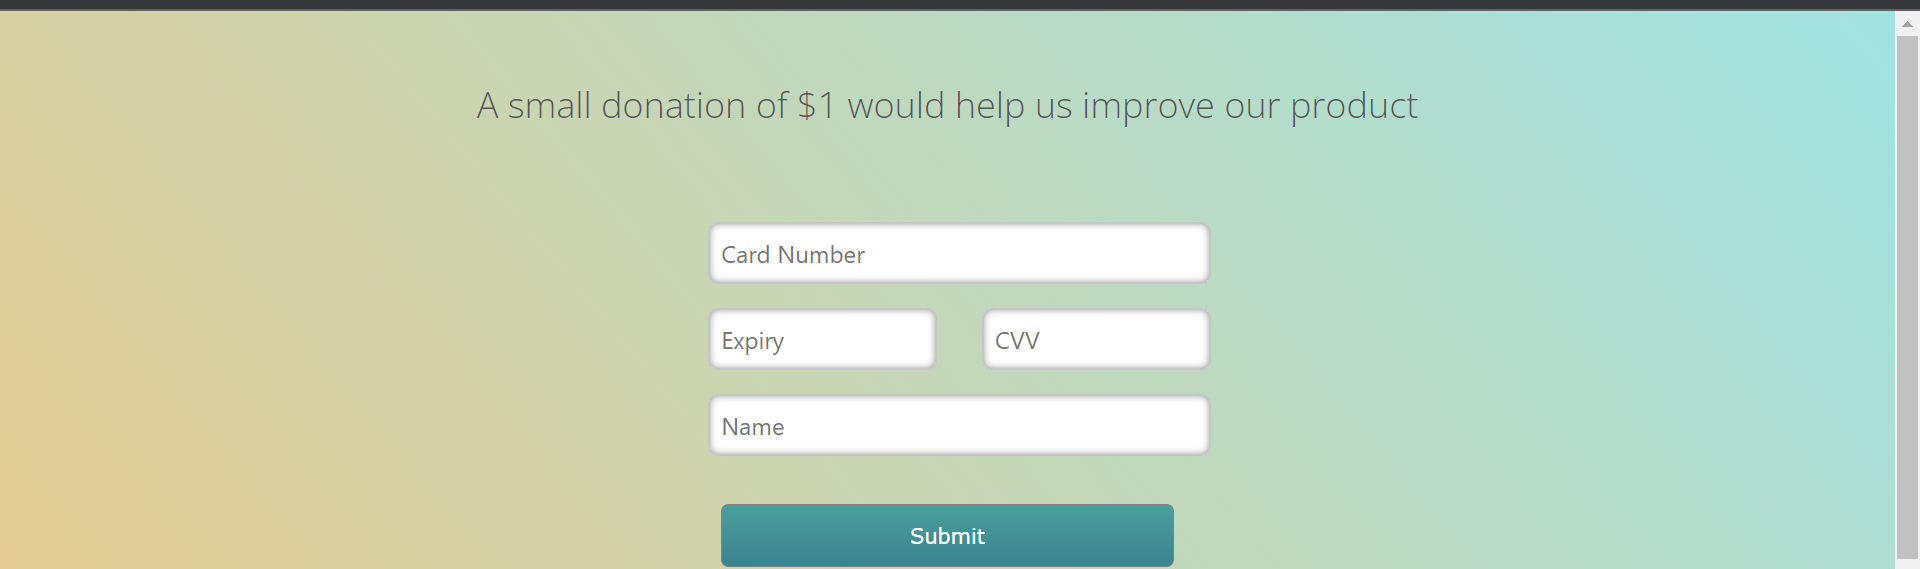 A small donation of $1 would help us improve our product
Card Number
Expiry
CVV
Name
Submit